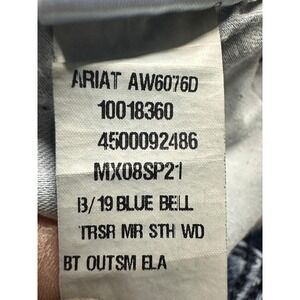 ARIAT AW6076D
10018360
4500092486
MX08SP21
B/19 BLUE BELL
TRSR MR STH WD
BT OUTSM ELA